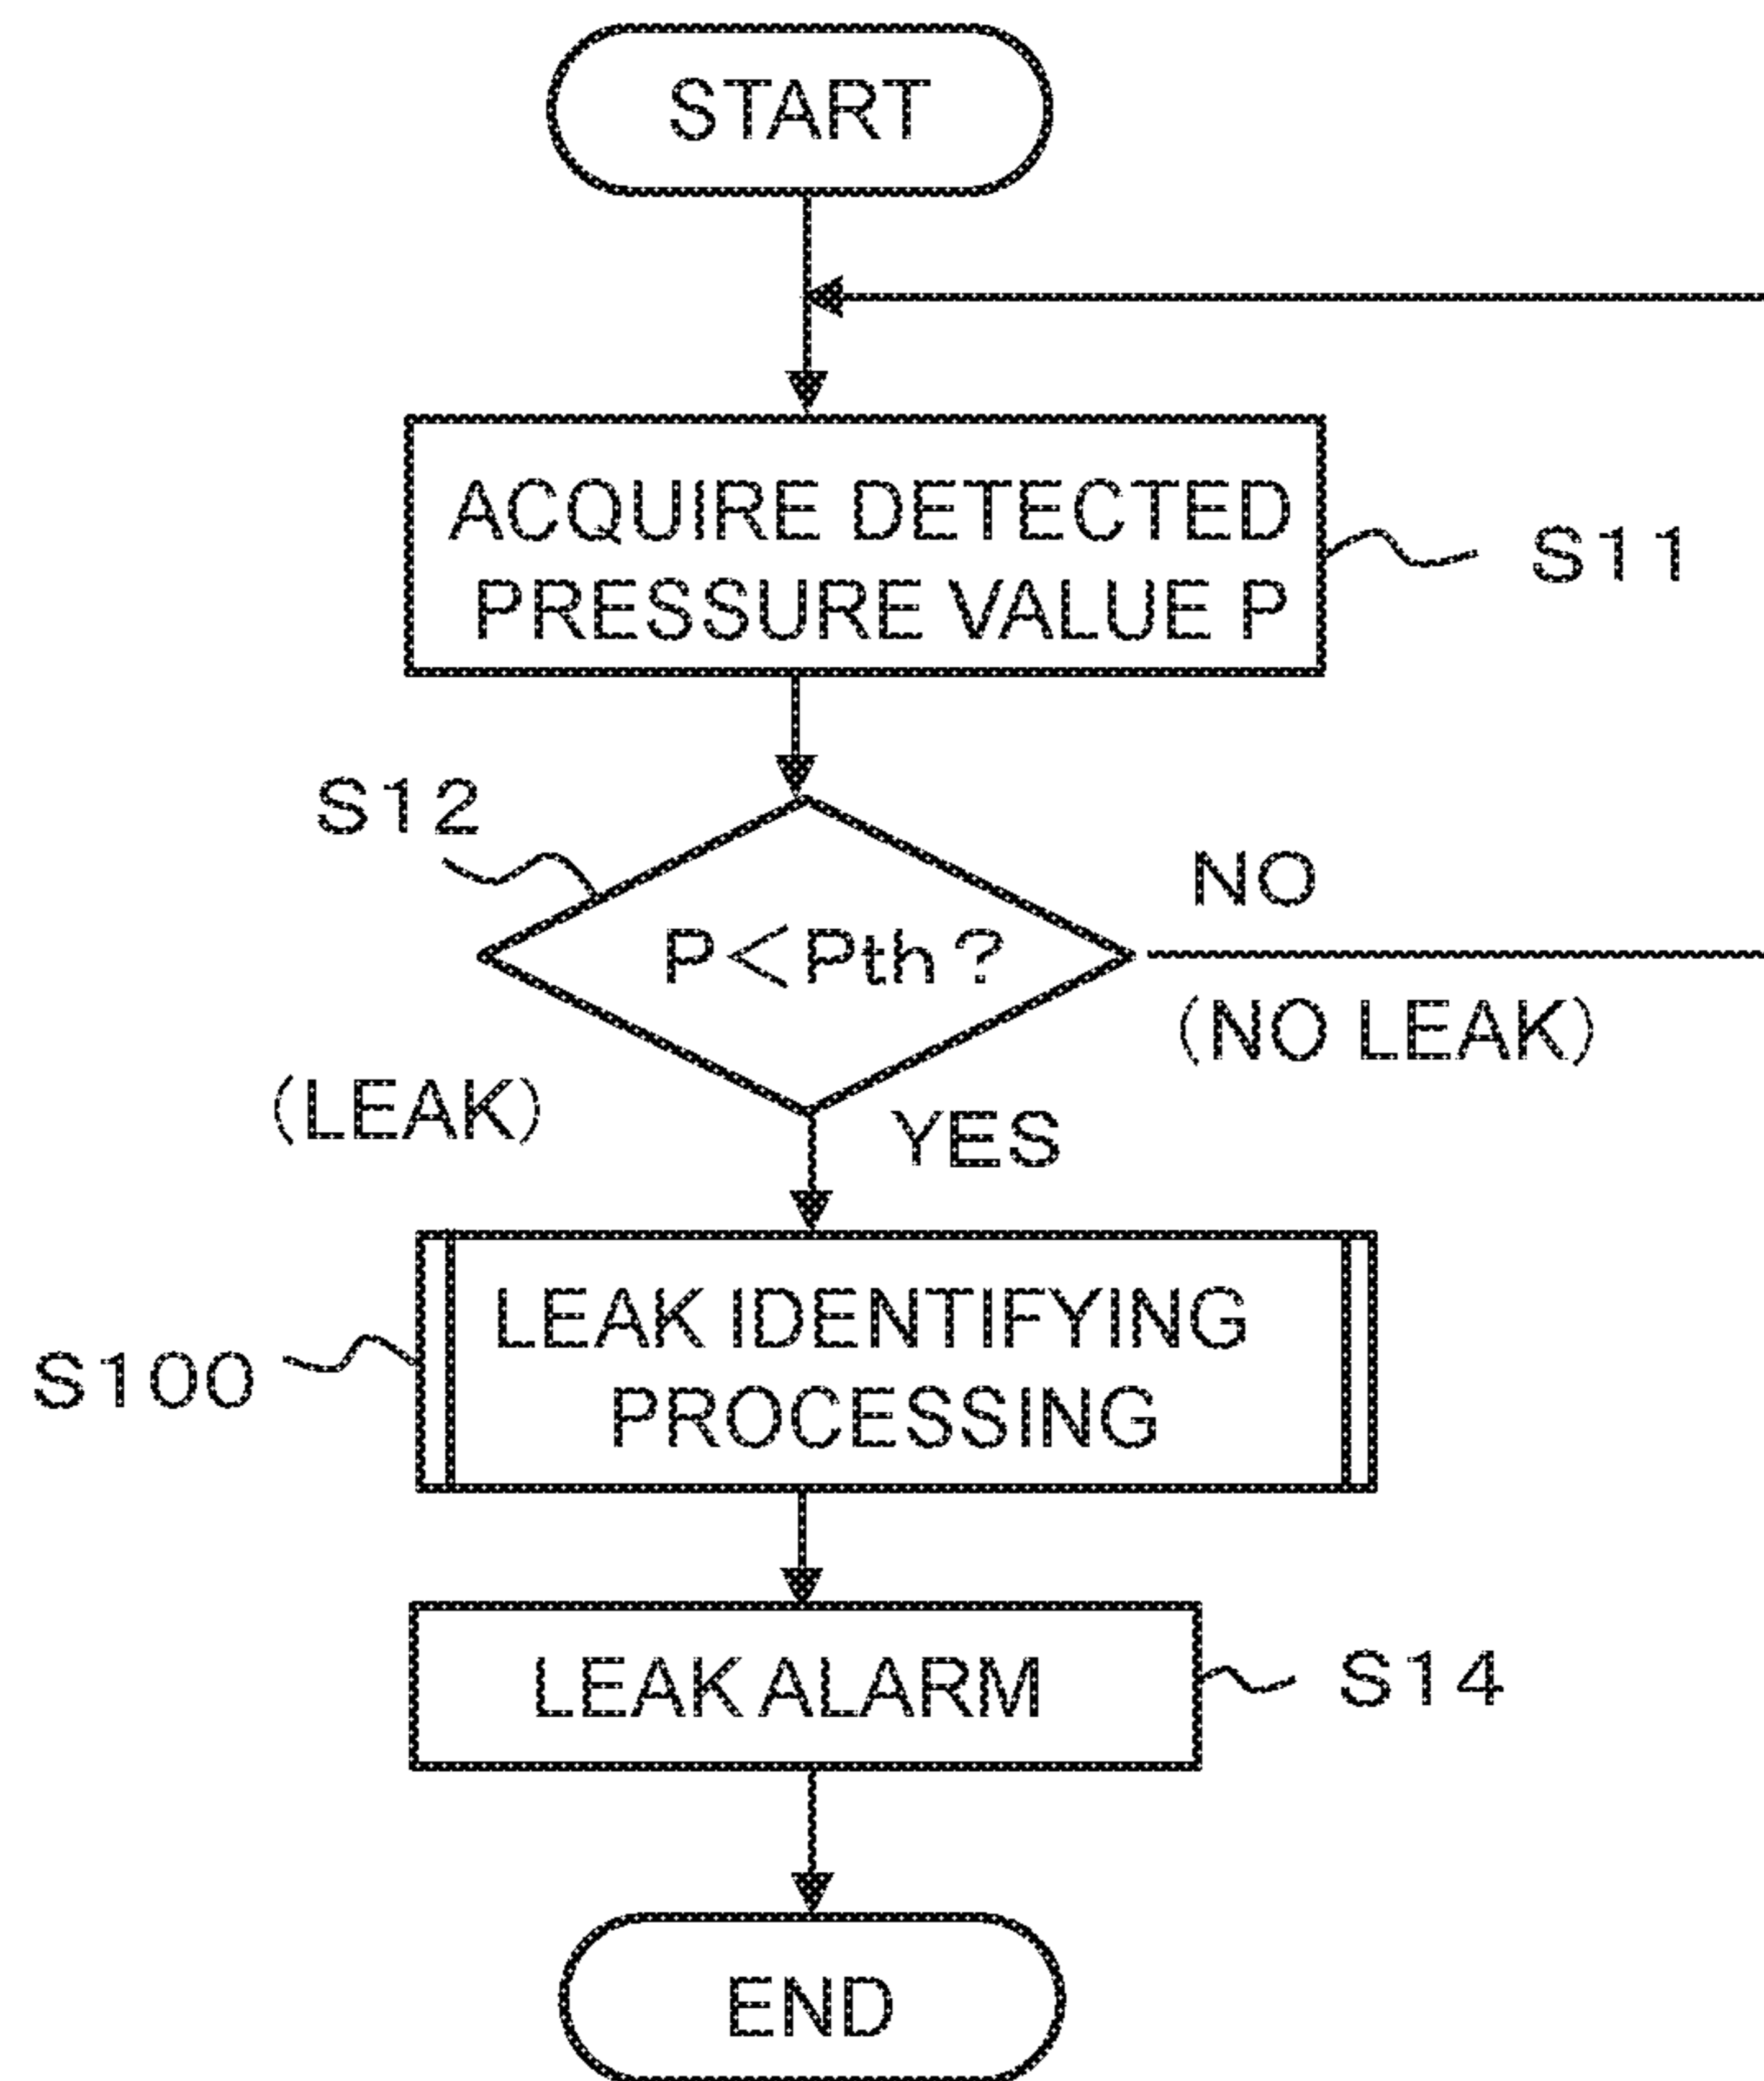 START
ACQUIRE DETECTED
PRESSURE VALUE P
S11
S12
P<Pth?
NO
(NO LEAK)
(LEAK)
YES
LEAK IDENTIFYING
PROCESSING
S100
LEAK ALARM
S14
END